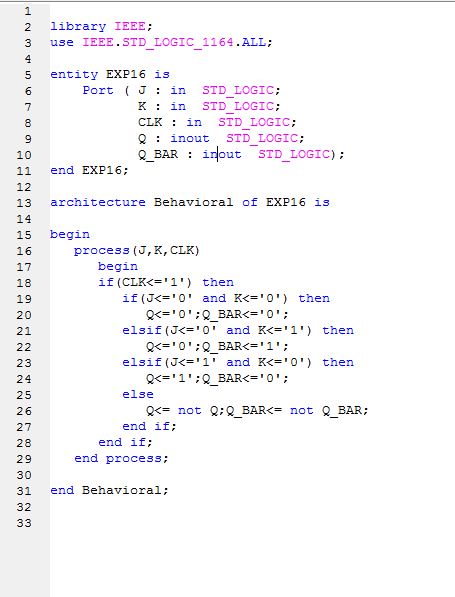 1
2 library IEEE;
3 use IEEE.STD_LOGIC_1164.ALL;
4
5 entity EXP16 is
6     Port ( J : in  STD_LOGIC;
7            K : in  STD_LOGIC;
8            CLK : in  STD_LOGIC;
9            Q : inout  STD_LOGIC;
10            Q_BAR : inout  STD_LOGIC);
11 end EXP16;
12
13 architecture Behavioral of EXP16 is
14
15 begin
16    process(J,K,CLK)
17       begin
18       if(CLK<='1') then
19          if(J<='0' and K<='0') then
20             Q<='0';Q_BAR<='0';
21          elsif(J<='0' and K<='1') then
22             Q<='0';Q_BAR<='1';
23          elsif(J<='1' and K<='0') then
24             Q<='1';Q_BAR<='0';
25          else
26             Q<= not Q;Q_BAR<= not Q_BAR;
27          end if;
28       end if;
29    end process;
30
31 end Behavioral;
32
33